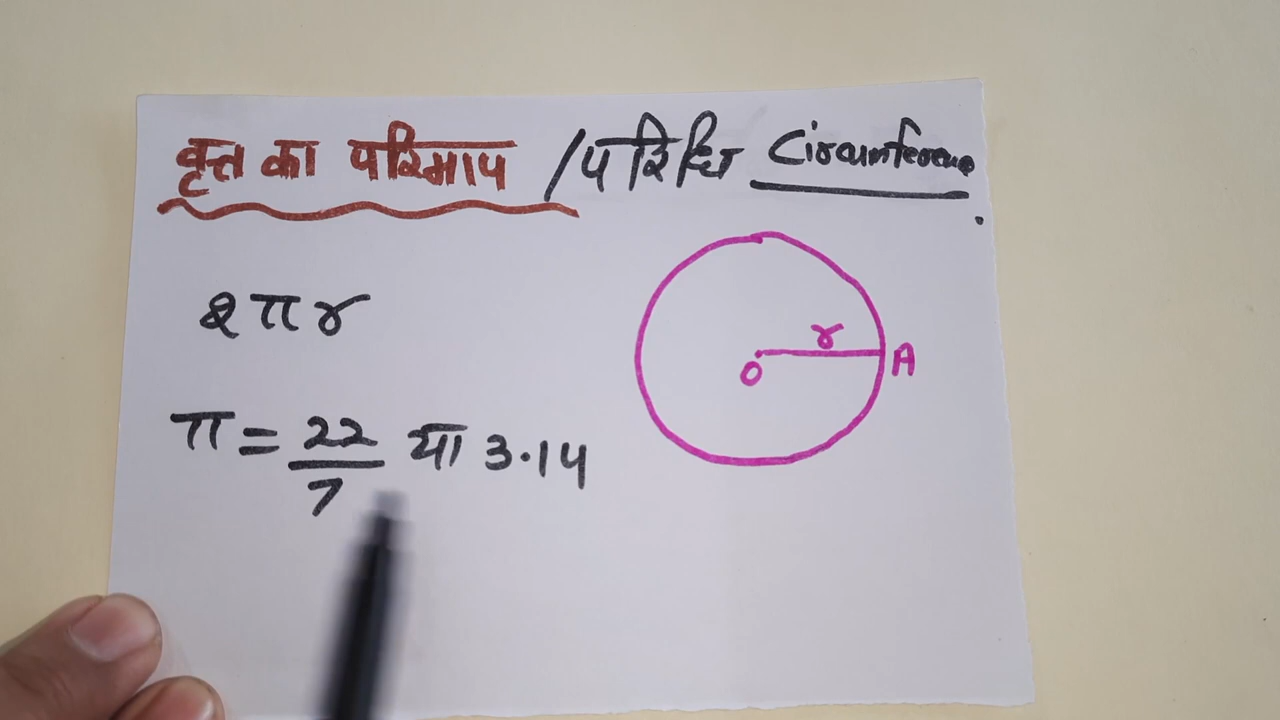 वृत्त का परिमाप / परिधि Circumference
2πr
π = 22/7 या 3.14
r
O
A